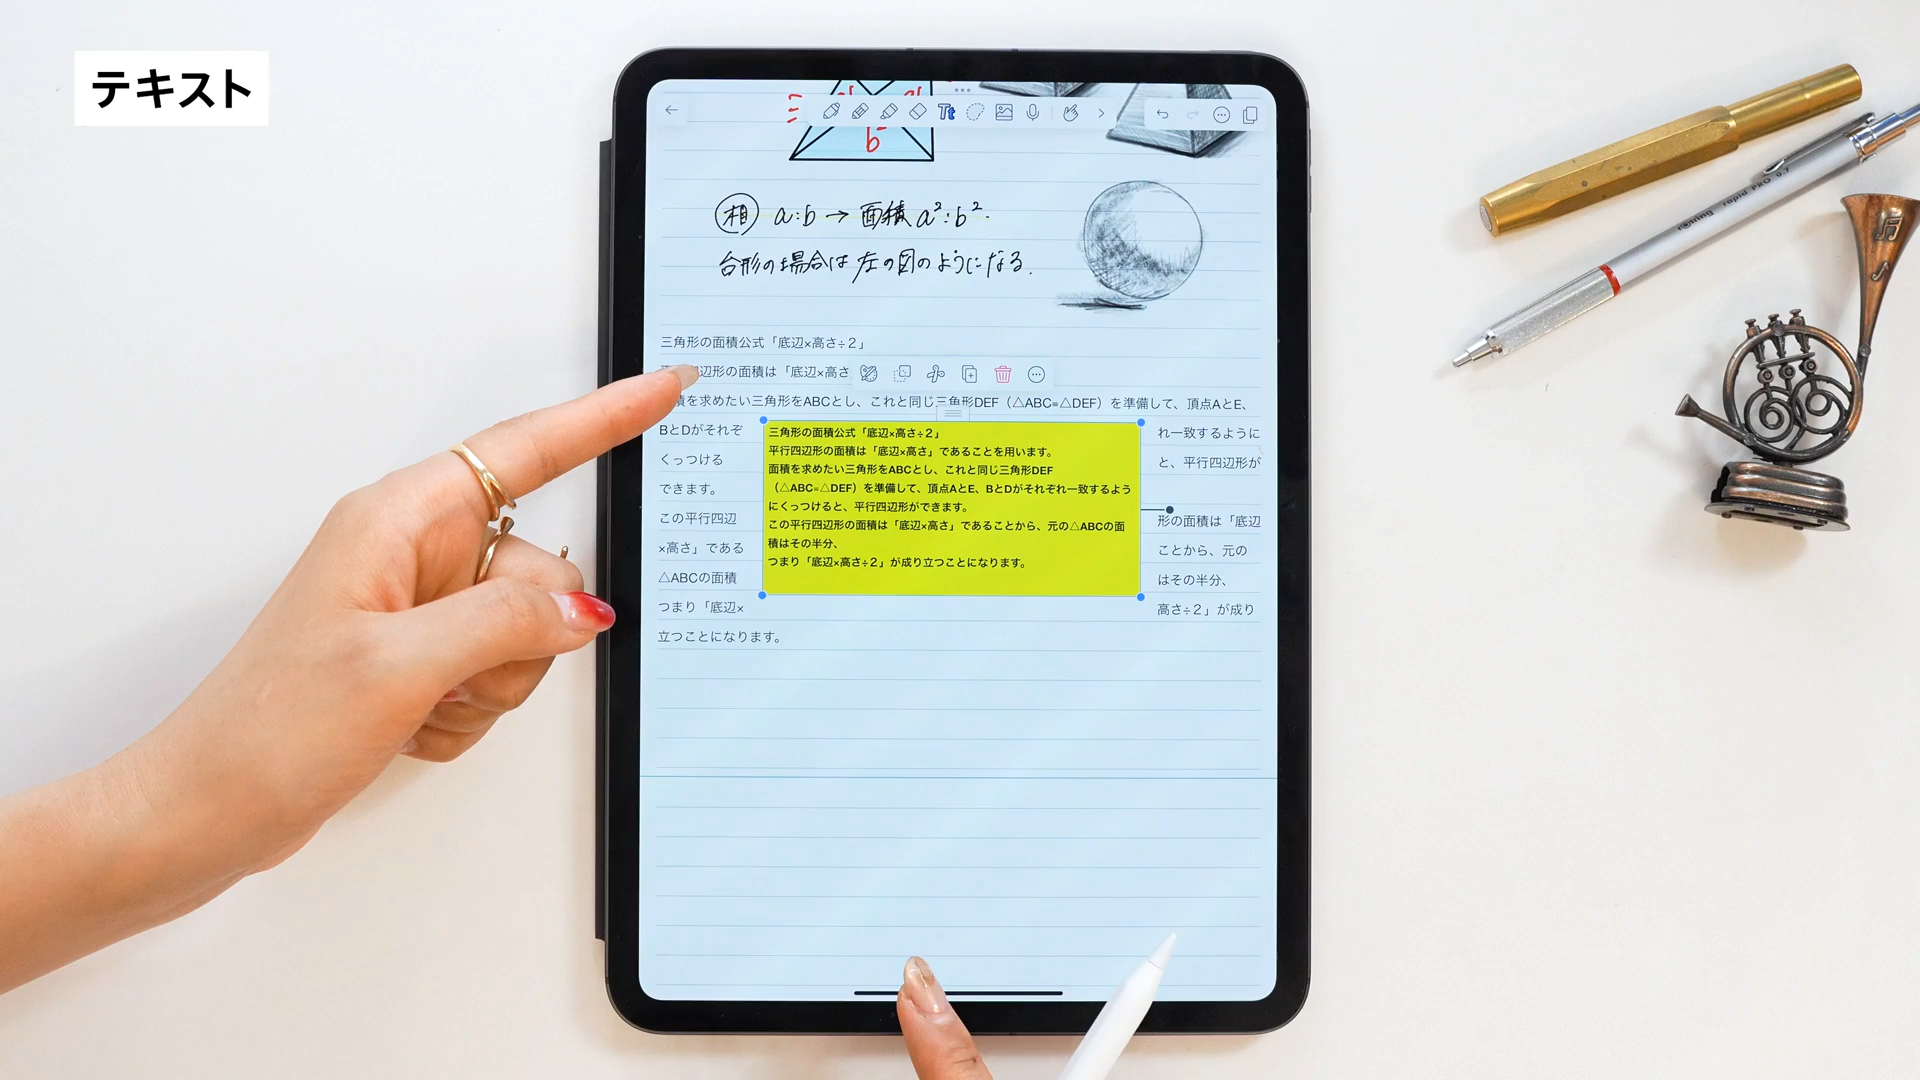 テキスト
b
相 a:b → 面積 a²:b².
台形の場合は左の図のようになる.
三角形の面積公式「底辺×高さ÷２」
辺形の面積は「底辺×高さ
を求めたい三角形をABCとし、これと同じ三角形DEF（△ABC≡△DEF）を準備して、頂点AとE、
BとDがそれぞ れ一致するように
くっつける と、平行四辺形が
できます。
この平行四辺 形の面積は「底辺
×高さ」である ことから、元の
△ABCの面積 はその半分、
つまり「底辺× 高さ÷２」が成り
立つことになります。
三角形の面積公式「底辺×高さ÷２」
平行四辺形の面積は「底辺×高さ」であることを用います。
面積を求めたい三角形をABCとし、これと同じ三角形DEF
（△ABC≡△DEF）を準備して、頂点AとE、BとDがそれぞれ一致するよう
にくっつけると、平行四辺形ができます。
この平行四辺形の面積は「底辺×高さ」であることから、元の△ABCの面
積はその半分、
つまり「底辺×高さ÷２」が成り立つことになります。
Tt
rotring rapid PRO 0.7